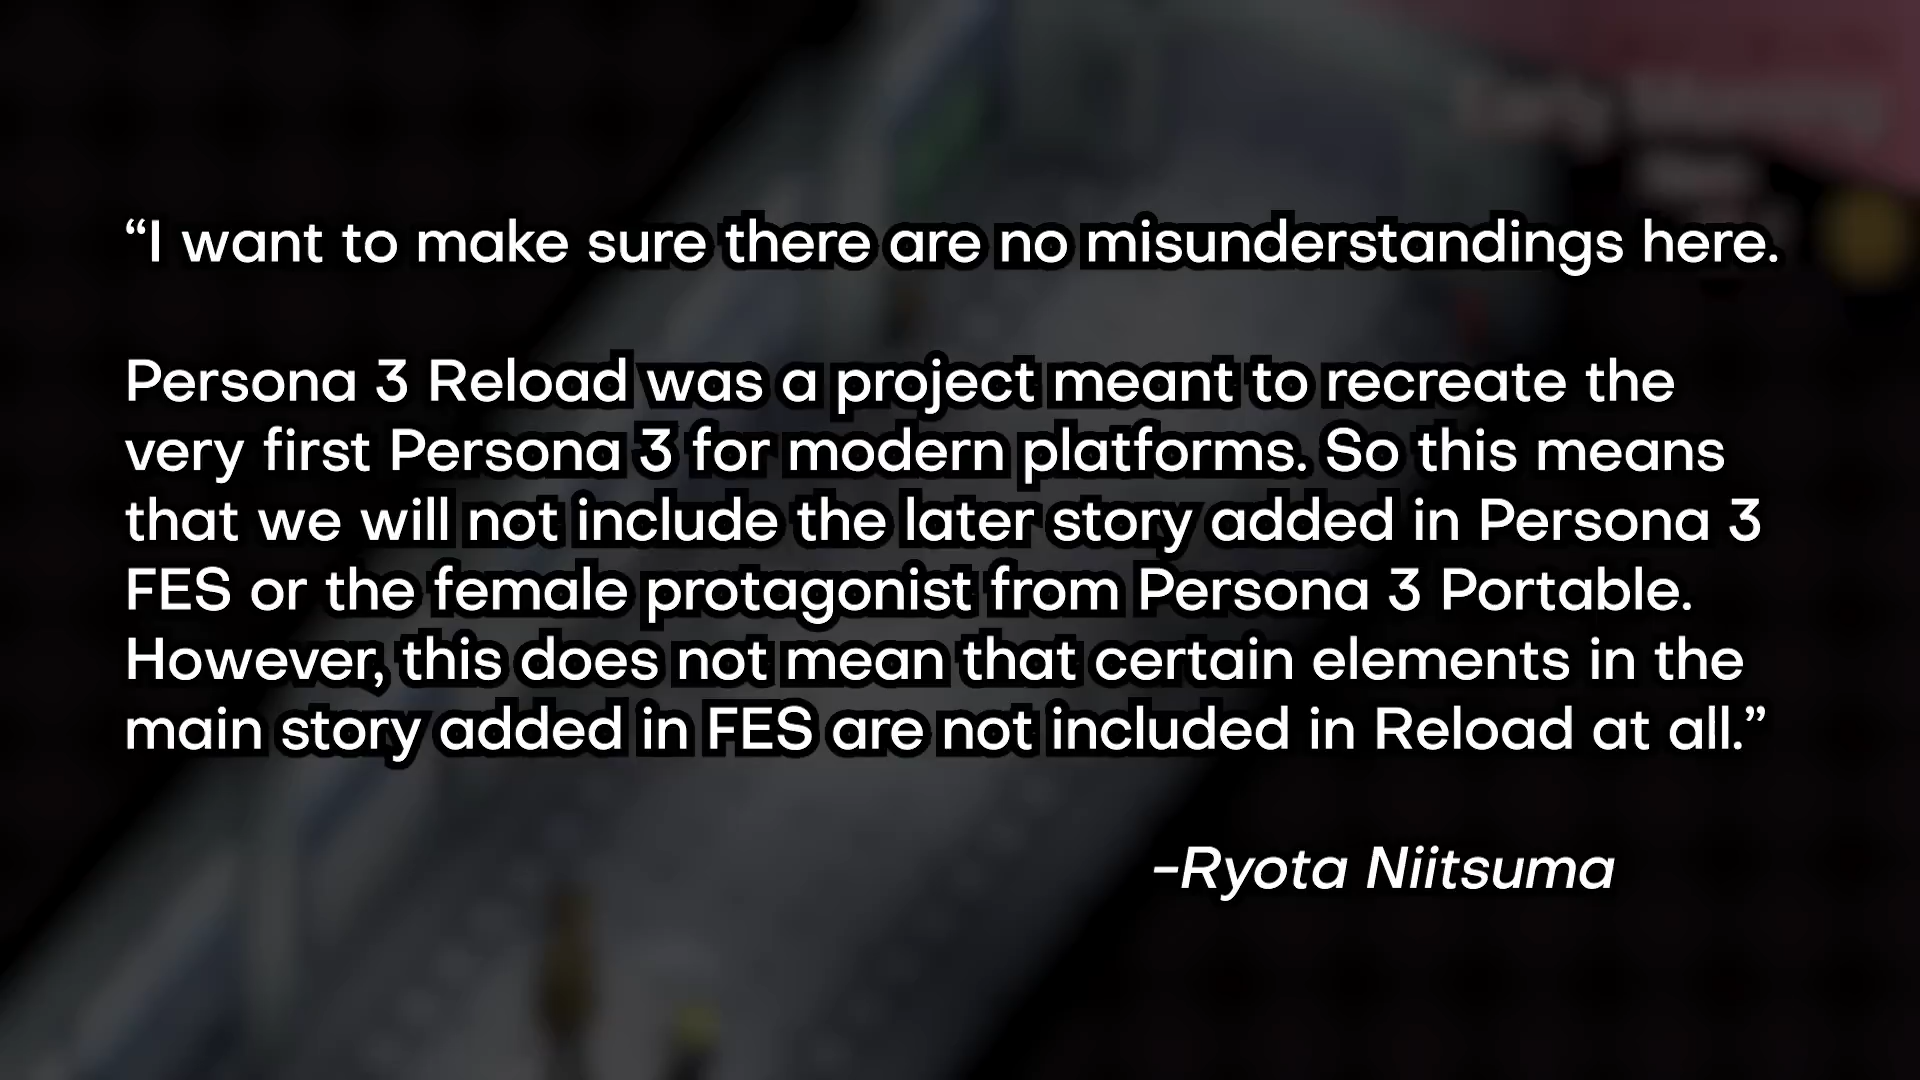 “I want to make sure there are no misunderstandings here.
Persona 3 Reload was a project meant to recreate the
very first Persona 3 for modern platforms. So this means
that we will not include the later story added in Persona 3
FES or the female protagonist from Persona 3 Portable.
However, this does not mean that certain elements in the
main story added in FES are not included in Reload at all.”
–Ryota Niitsuma